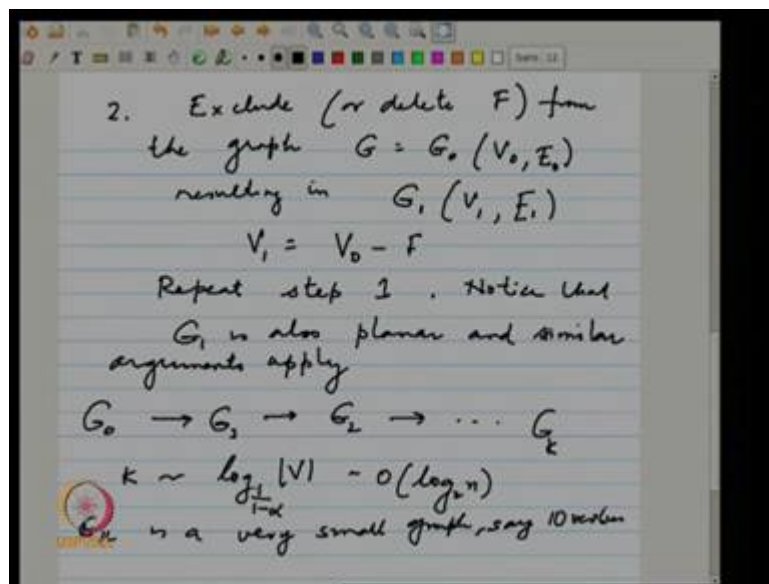 2. Exclude (or delete F) from
the graph G = G₀ (V₀, E₀)
resulting in G₁ (V₁, E₁)
V₁ = V₀ - F
Repeat step 1. Notice that
G₁ is also planar and similar
arguments apply
G₀ → G₁ → G₂ → ... G_k
k ~ log_{1/(1-α)} |V| ~ O(log₂ n)
is a very small graph, say 10